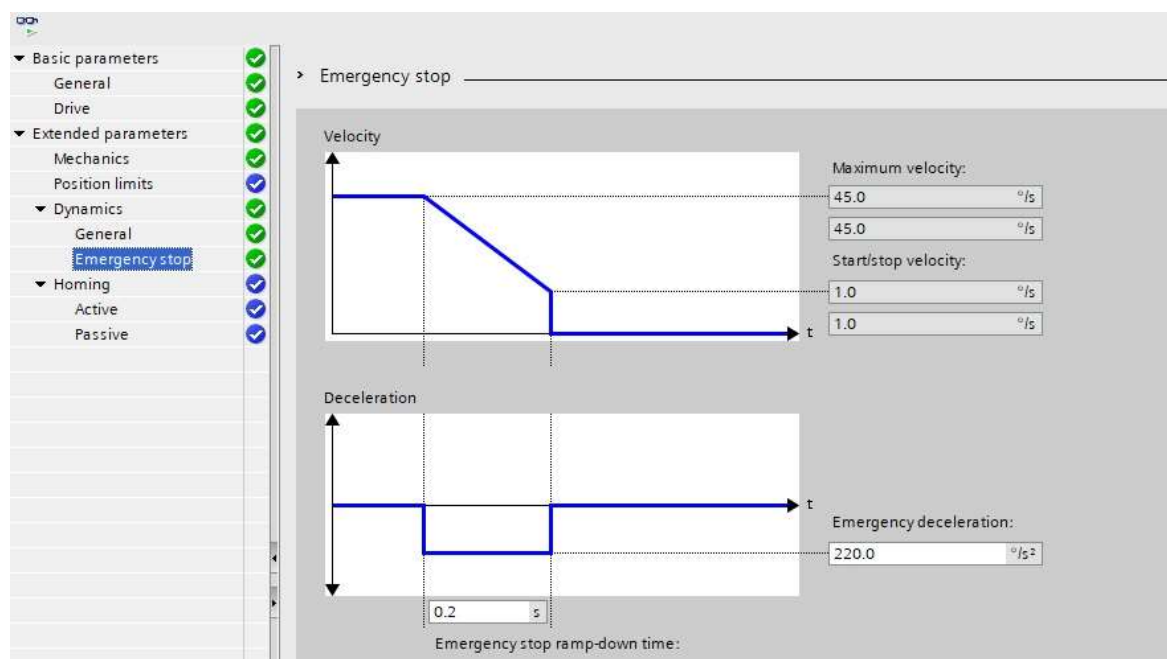 Basic parameters
General
Drive
Extended parameters
Mechanics
Position limits
Dynamics
General
Emergency stop
Homing
Active
Passive
Emergency stop
Velocity
t
Maximum velocity:
45.0 °/s
45.0 °/s
Start/stop velocity:
1.0 °/s
1.0 °/s
Deceleration
t
Emergency deceleration:
220.0 °/s²
0.2 s
Emergency stop ramp-down time: